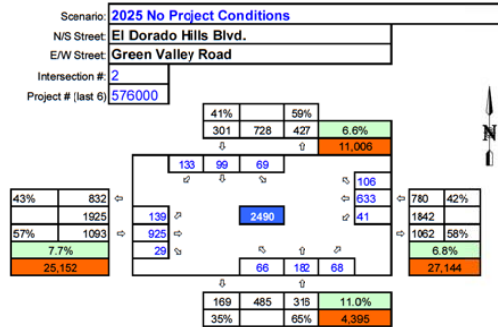 Scenario: 2025 No Project Conditions
N/S Street: El Dorado Hills Blvd.
E/W Street: Green Valley Road
Intersection #: 2
Project # (last 6) 576000
41% 59%
301 728 427 6.6%
11,006
N
133 99 69
106
43% 832 633 780 42%
1925 139 2490 41 1842
57% 1093 925 1062 58%
7.7% 29 6.8%
25,152 66 182 68 27,144
169 485 316 11.0%
35% 65% 4,395